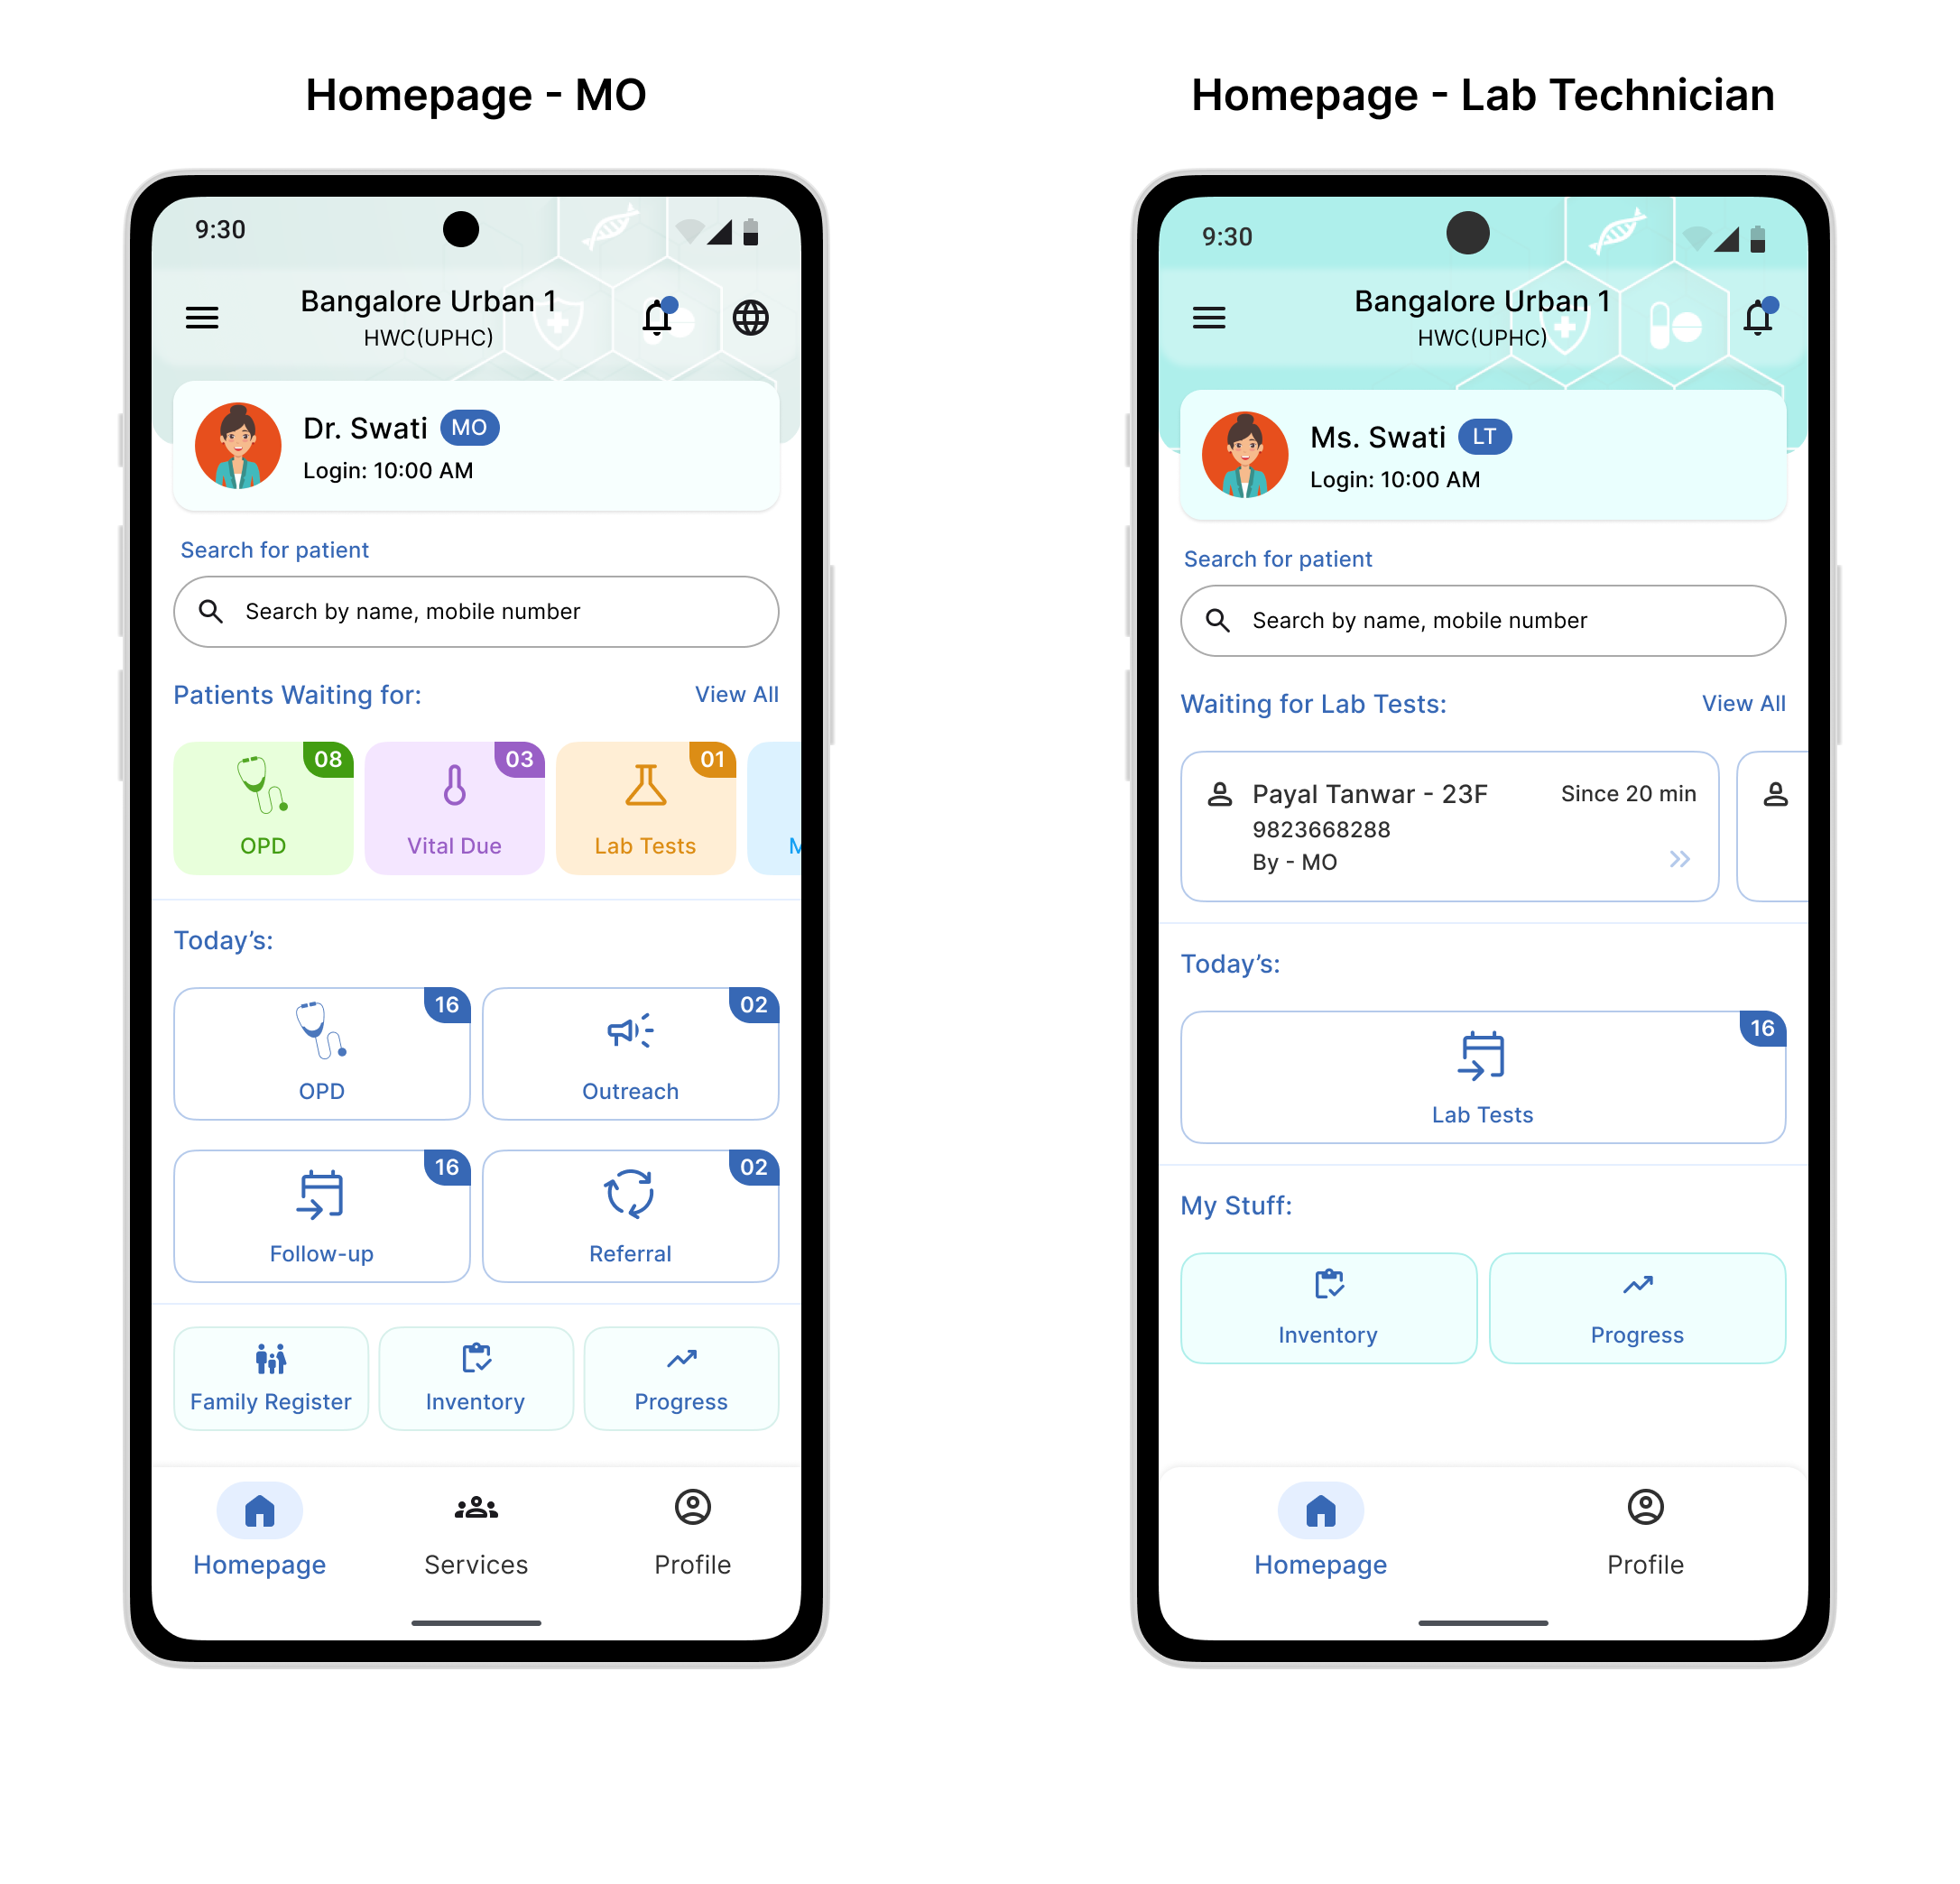 Homepage - MO
9:30
Bangalore Urban 1
HWC(UPHC)
Dr. Swati MO
Login: 10:00 AM
Search for patient
Search by name, mobile number
Patients Waiting for: View All
08 03 01
OPD Vital Due Lab Tests M
Today’s:
16 02
OPD Outreach
16 02
Follow-up Referral
Family Register Inventory Progress
Homepage Services Profile
Homepage - Lab Technician
9:30
Bangalore Urban 1
HWC(UPHC)
Ms. Swati LT
Login: 10:00 AM
Search for patient
Search by name, mobile number
Waiting for Lab Tests: View All
Payal Tanwar - 23F Since 20 min
9823668288
By - MO
Today’s:
16
Lab Tests
My Stuff:
Inventory Progress
Homepage Profile